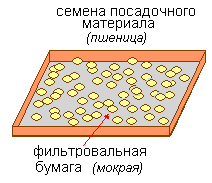 семена посадочного
материала
(пшеница)
фильтровальная
бумага (мокрая)